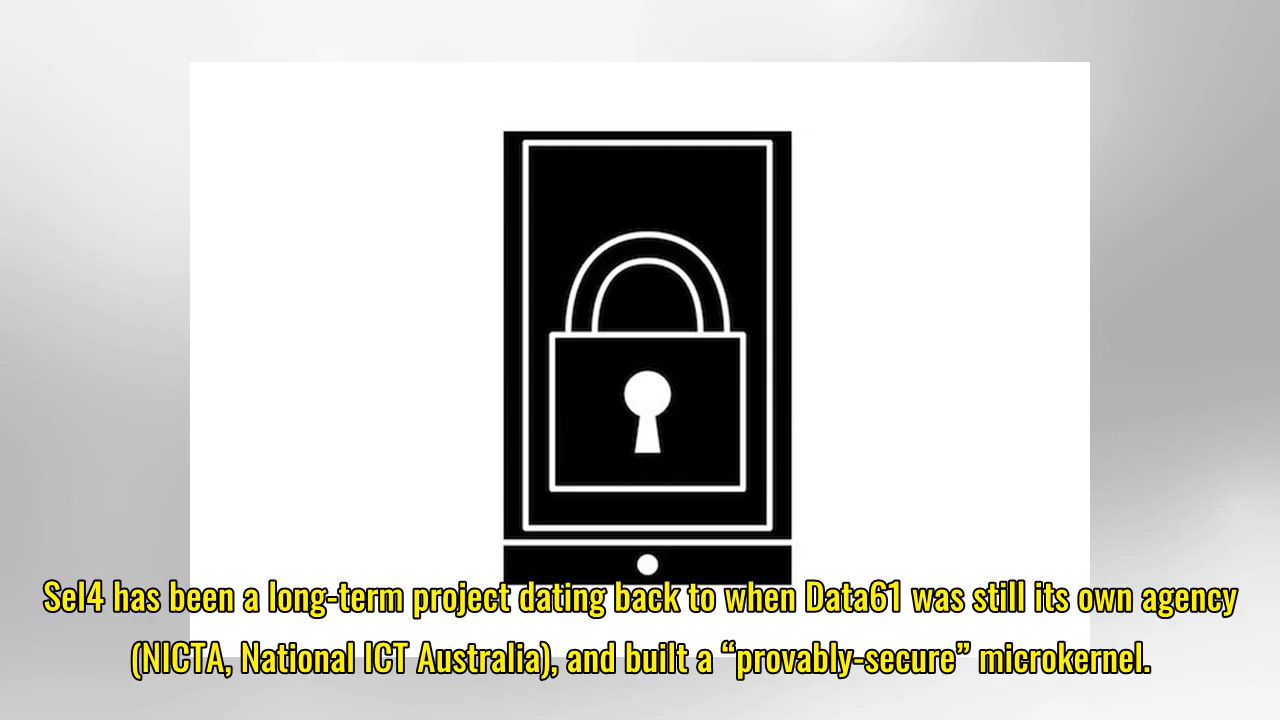 Sel4 has been a long-term project dating back to when Data61 was still its own agency
(NICTA, National ICT Australia), and built a “provably-secure” microkernel.